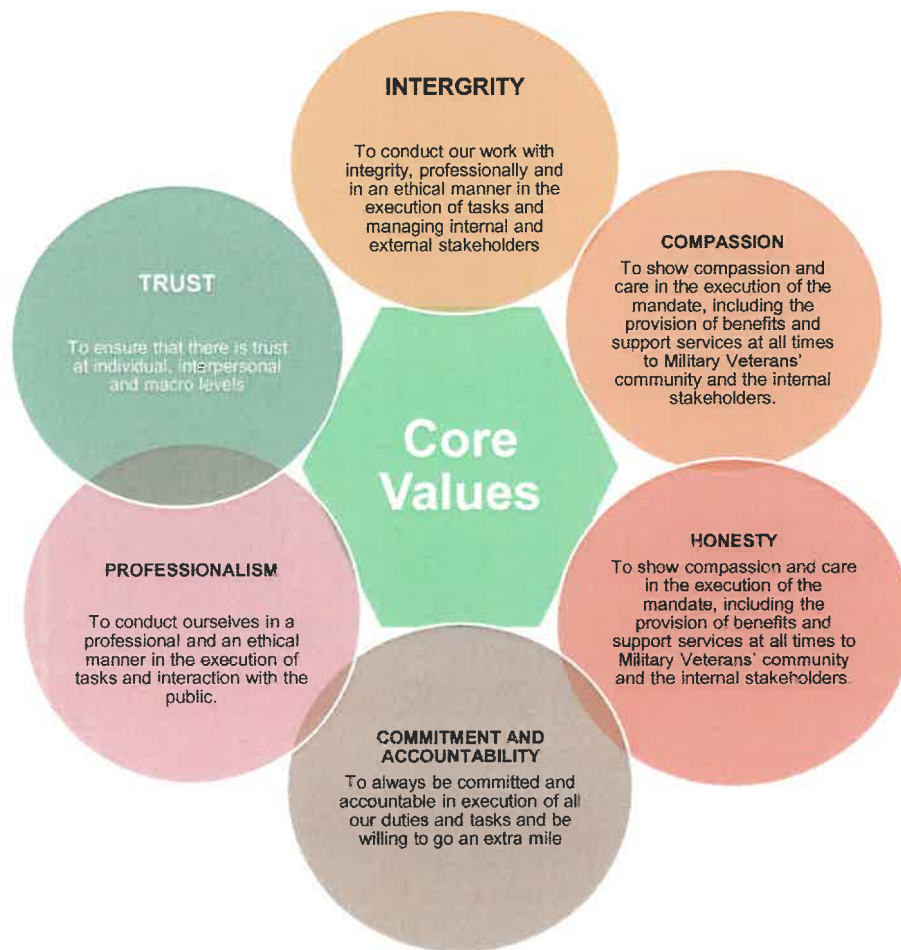 INTERGRITY
To conduct our work with
integrity, professionally and
in an ethical manner in the
execution of tasks and
managing internal and
external stakeholders
COMPASSION
To show compassion and
care in the execution of the
mandate, including the
provision of benefits and
support services at all times
to Military Veterans'
community and the internal
stakeholders.
HONESTY
To show compassion and care
in the execution of the
mandate, including the
provision of benefits and
support services at all times to
Military Veterans' community
and the internal stakeholders.
COMMITMENT AND
ACCOUNTABILITY
To always be committed and
accountable in execution of all
our duties and tasks and be
willing to go an extra mile
PROFESSIONALISM
To conduct ourselves in a
professional and an ethical
manner in the execution of
tasks and interaction with the
public.
TRUST
To ensure that there is trust
at individual, interpersonal
and macro levels
Core
Values